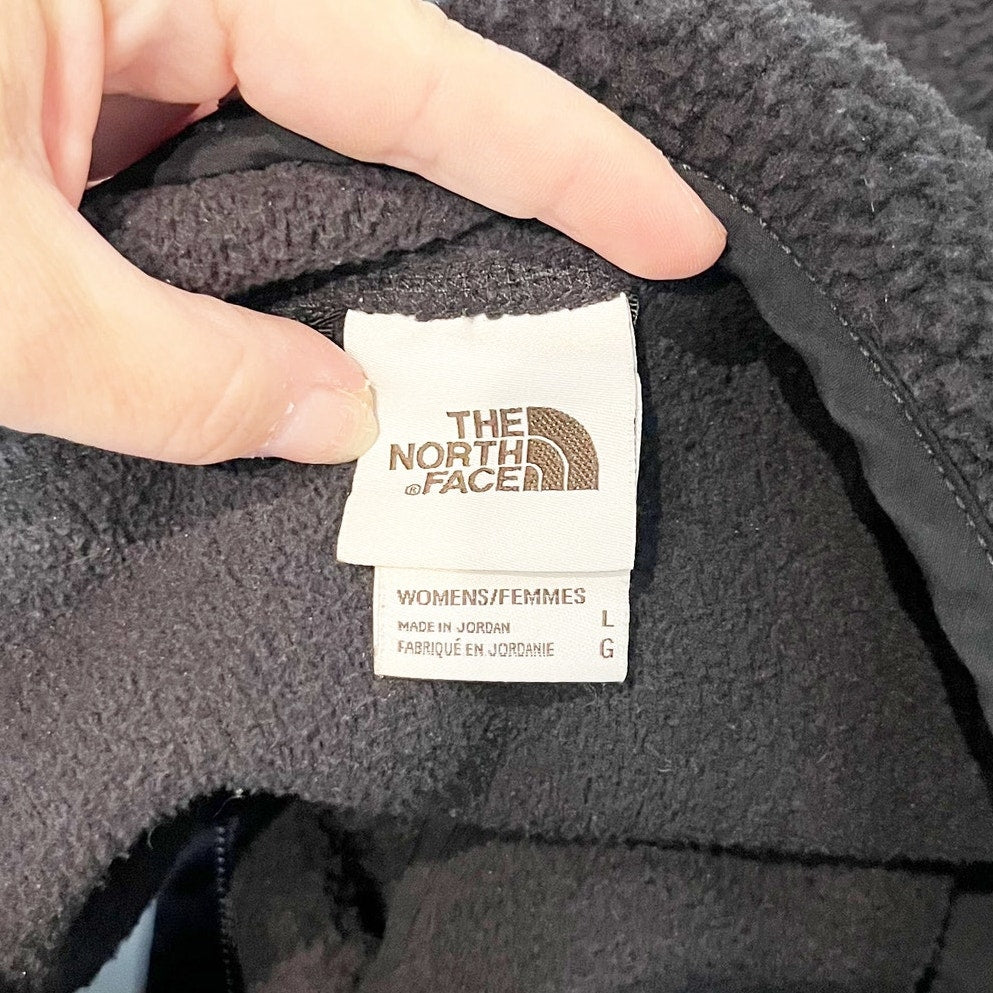 THE
NORTH
®FACE
WOMENS/FEMMES
L
MADE IN JORDAN
FABRIQUÉ EN JORDANIE
G